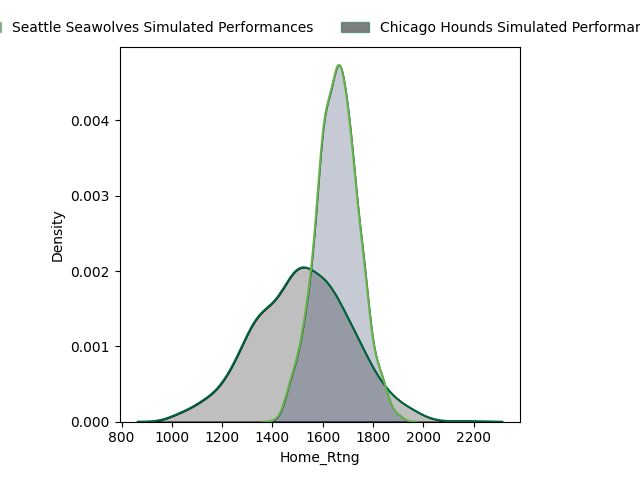 Seattle Seawolves Simulated Performances
Chicago Hounds Simulated
0.004
0.003
0.002
0.001
0.000
Density
800 1000 1200 1400 1600 1800 2000 2200
Home_Rtng